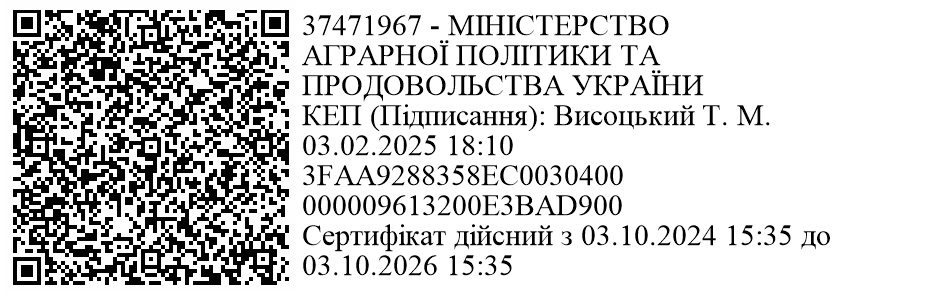 37471967 - МІНІСТЕРСТВО
АГРАРНОЇ ПОЛІТИКИ ТА
ПРОДОВОЛЬСТВА УКРАЇНИ
КЕП (Підписання): Висоцький Т. М.
03.02.2025 18:10
3FAA9288358EC0030400
000009613200E3BAD900
Сертифікат дійсний з 03.10.2024 15:35 до
03.10.2026 15:35